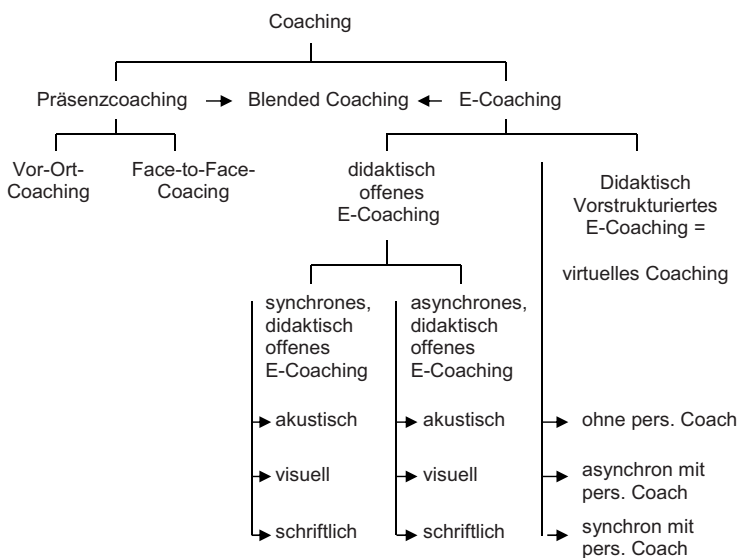 Coaching
Präsenzcoaching
Blended Coaching
E-Coaching
Vor-Ort-
Coaching
Face-to-Face-
Coacing
didaktisch
offenes
E-Coaching
Didaktisch
Vorstrukturiertes
E-Coaching =
virtuelles Coaching
synchrones,
didaktisch
offenes
E-Coaching
asynchrones,
didaktisch
offenes
E-Coaching
akustisch
visuell
schriftlich
akustisch
visuell
schriftlich
ohne pers. Coach
asynchron mit
pers. Coach
synchron mit
pers. Coach